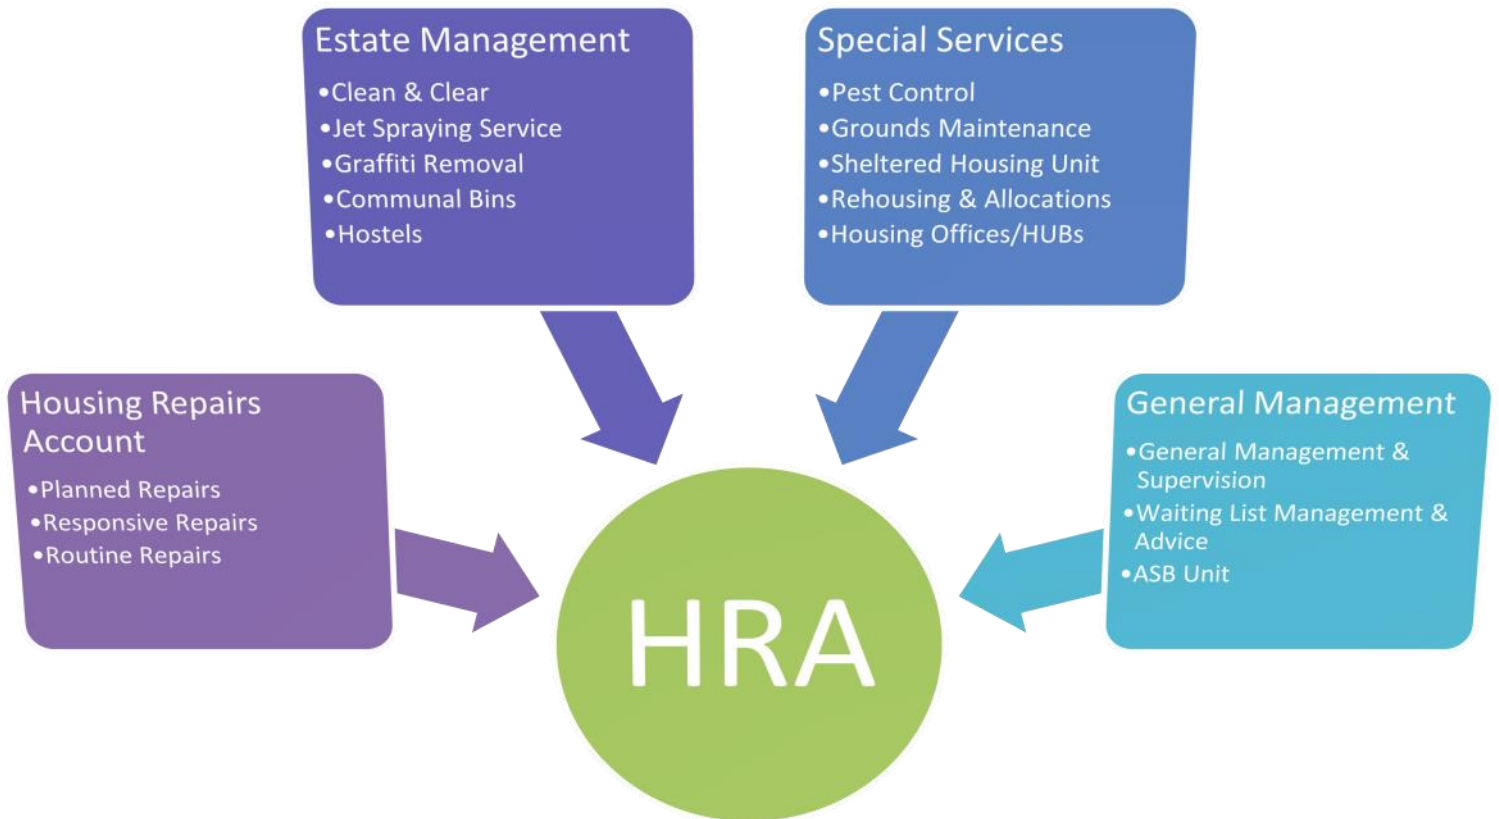 Estate Management
•Clean & Clear
•Jet Spraying Service
•Graffiti Removal
•Communal Bins
•Hostels
Special Services
•Pest Control
•Grounds Maintenance
•Sheltered Housing Unit
•Rehousing & Allocations
•Housing Offices/HUBs
Housing Repairs
Account
•Planned Repairs
•Responsive Repairs
•Routine Repairs
General Management
•General Management &
Supervision
•Waiting List Management &
Advice
•ASB Unit
HRA